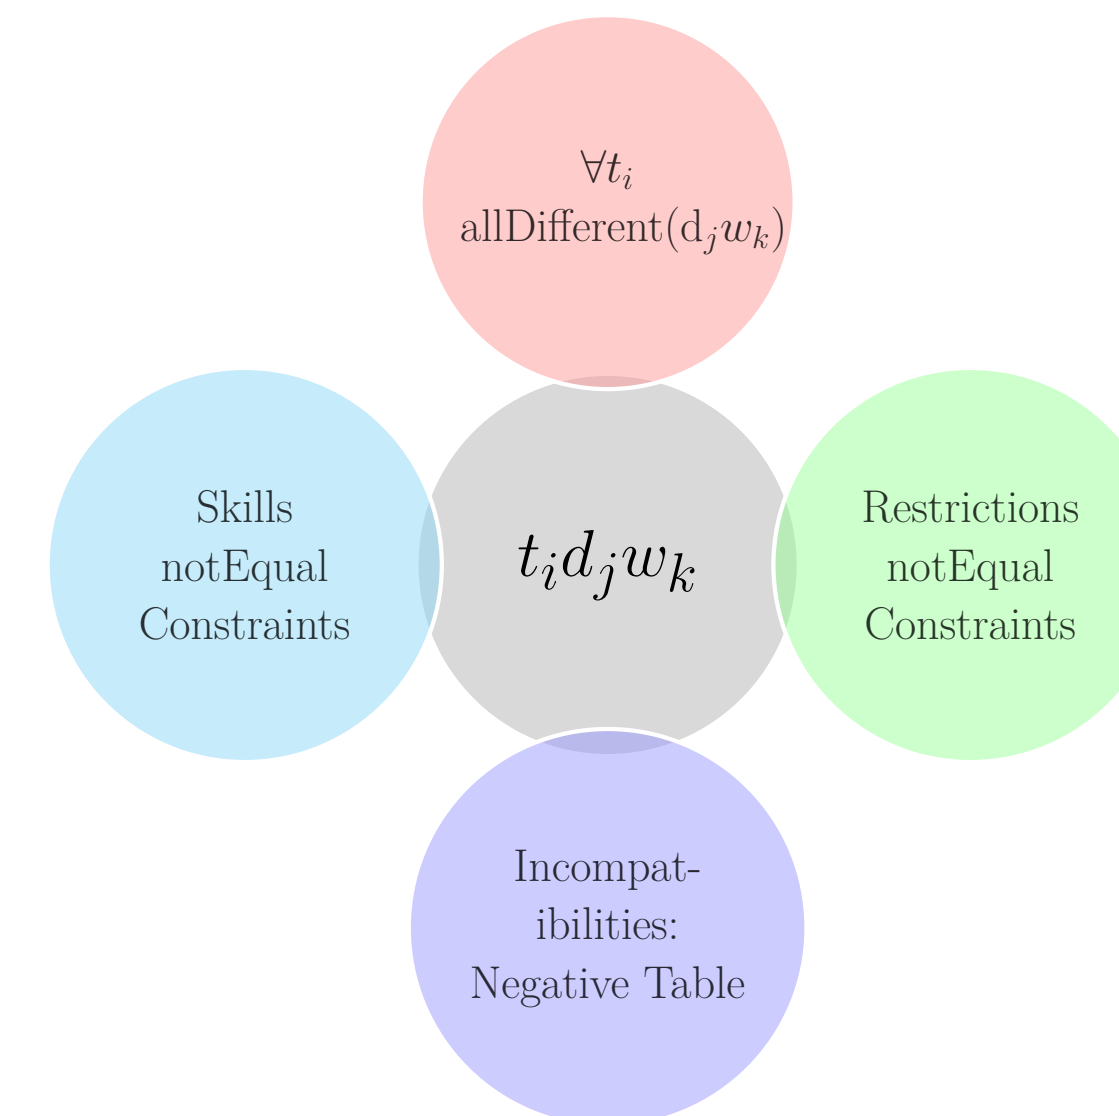 ∀tᵢ
allDifferent(dⱼwₖ)
Skills
notEqual
Constraints
tᵢdⱼwₖ
Restrictions
notEqual
Constraints
Incompat-
ibilities:
Negative Table